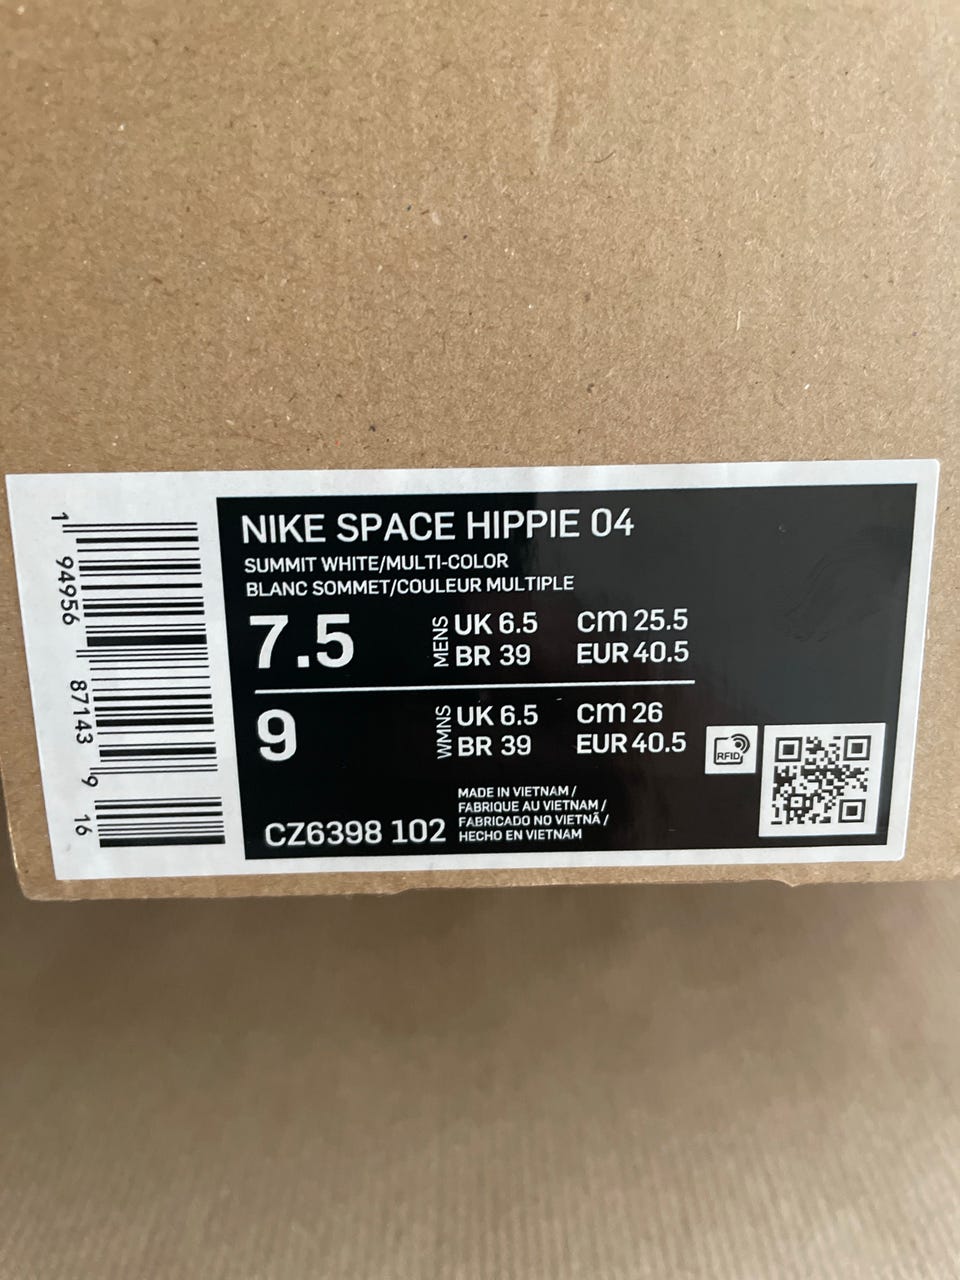 NIKE SPACE HIPPIE 04
SUMMIT WHITE/MULTI-COLOR
BLANC SOMMET/COULEUR MULTIPLE
7.5 MENS UK 6.5 CM 25.5
BR 39 EUR 40.5
9 WMNS UK 6.5 CM 26
BR 39 EUR 40.5
RFID
CZ6398 102
MADE IN VIETNAM /
FABRIQUE AU VIETNAM /
FABRICADO NO VIETNÃ /
HECHO EN VIETNAM
1 94956 87143 9 16